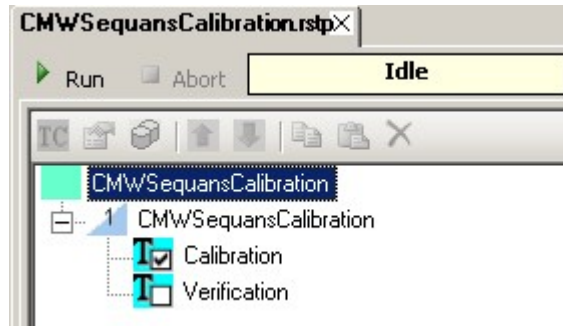 CMWSequansCalibration.rstp
Run Abort Idle
TC
CMWSequansCalibration
1 CMWSequansCalibration
T Calibration
T Verification